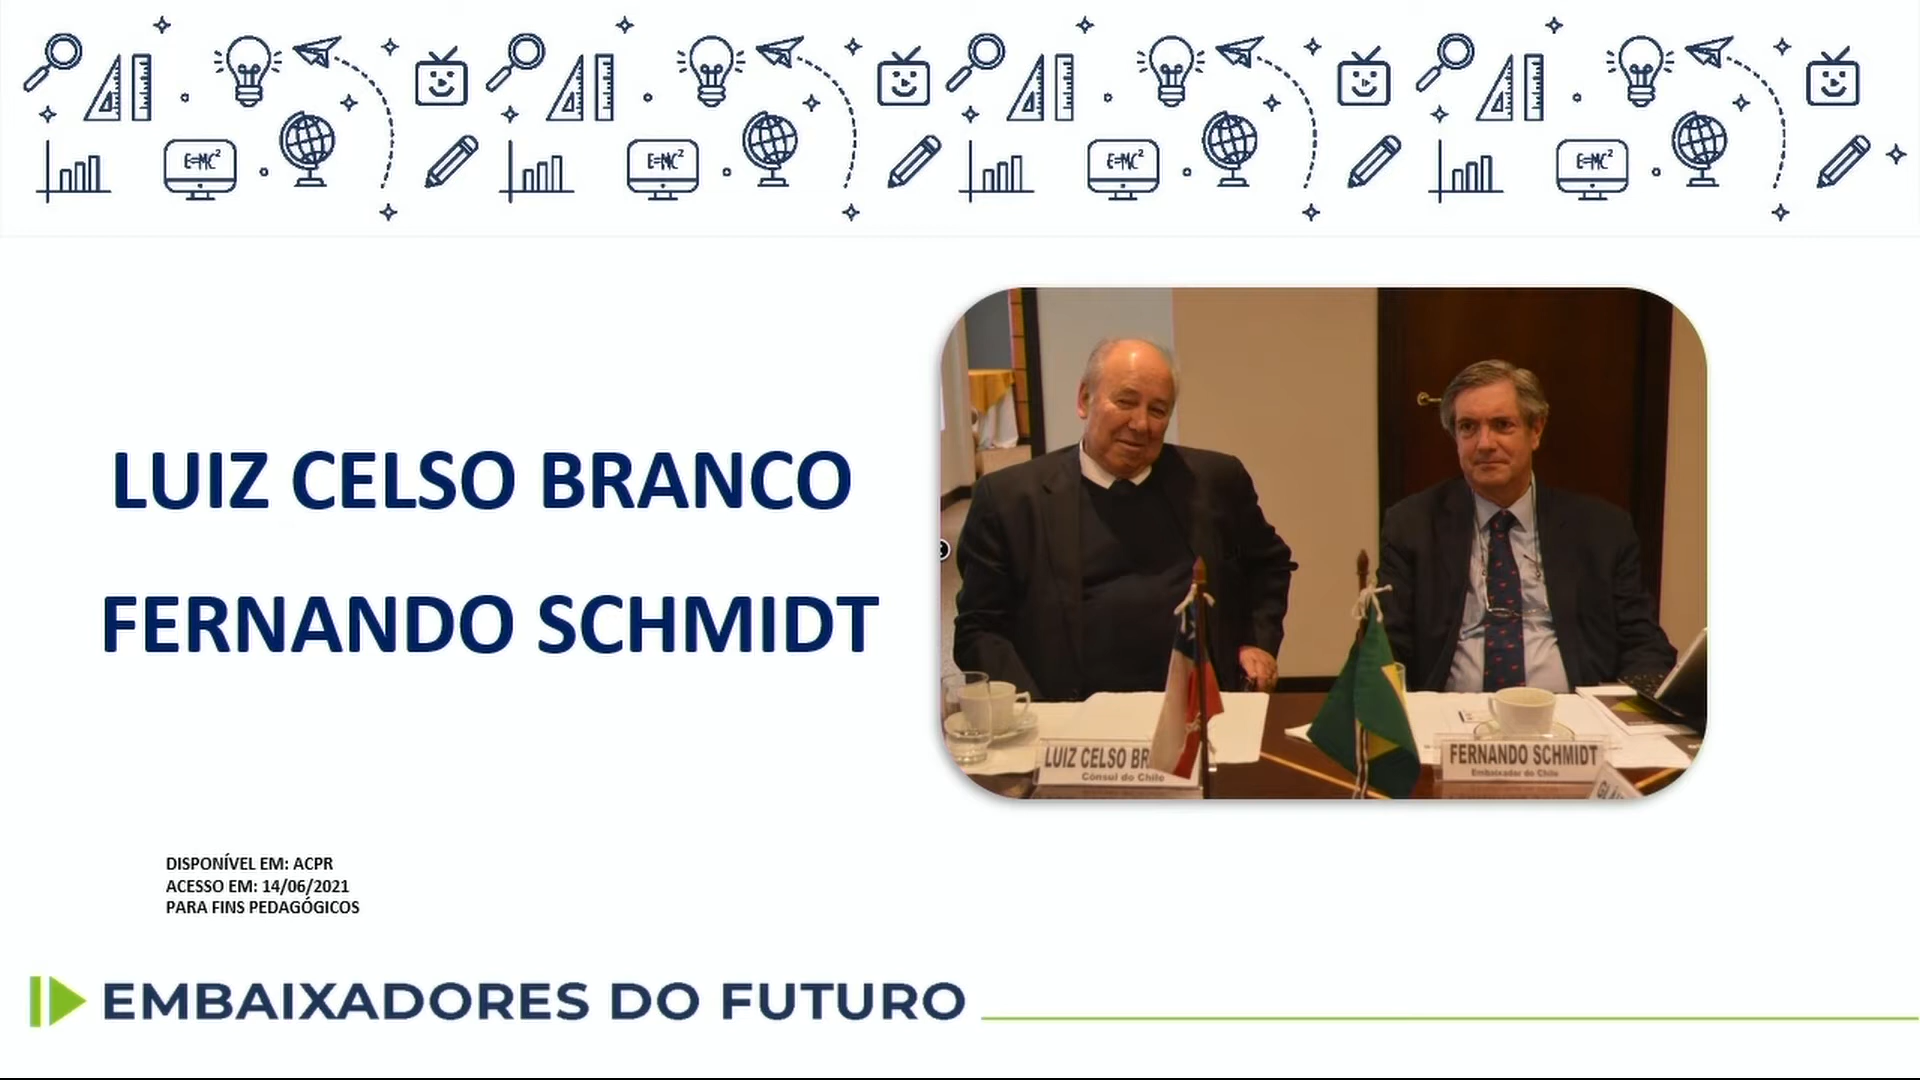 E=MC²
E=MC²
E=MC²
E=MC²
LUIZ CELSO BRANCO
FERNANDO SCHMIDT
LUIZ CELSO BR
Cônsul do Chile
FERNANDO SCHMIDT
Embaixador do Chile
DISPONÍVEL EM: ACPR
ACESSO EM: 14/06/2021
PARA FINS PEDAGÓGICOS
EMBAIXADORES DO FUTURO